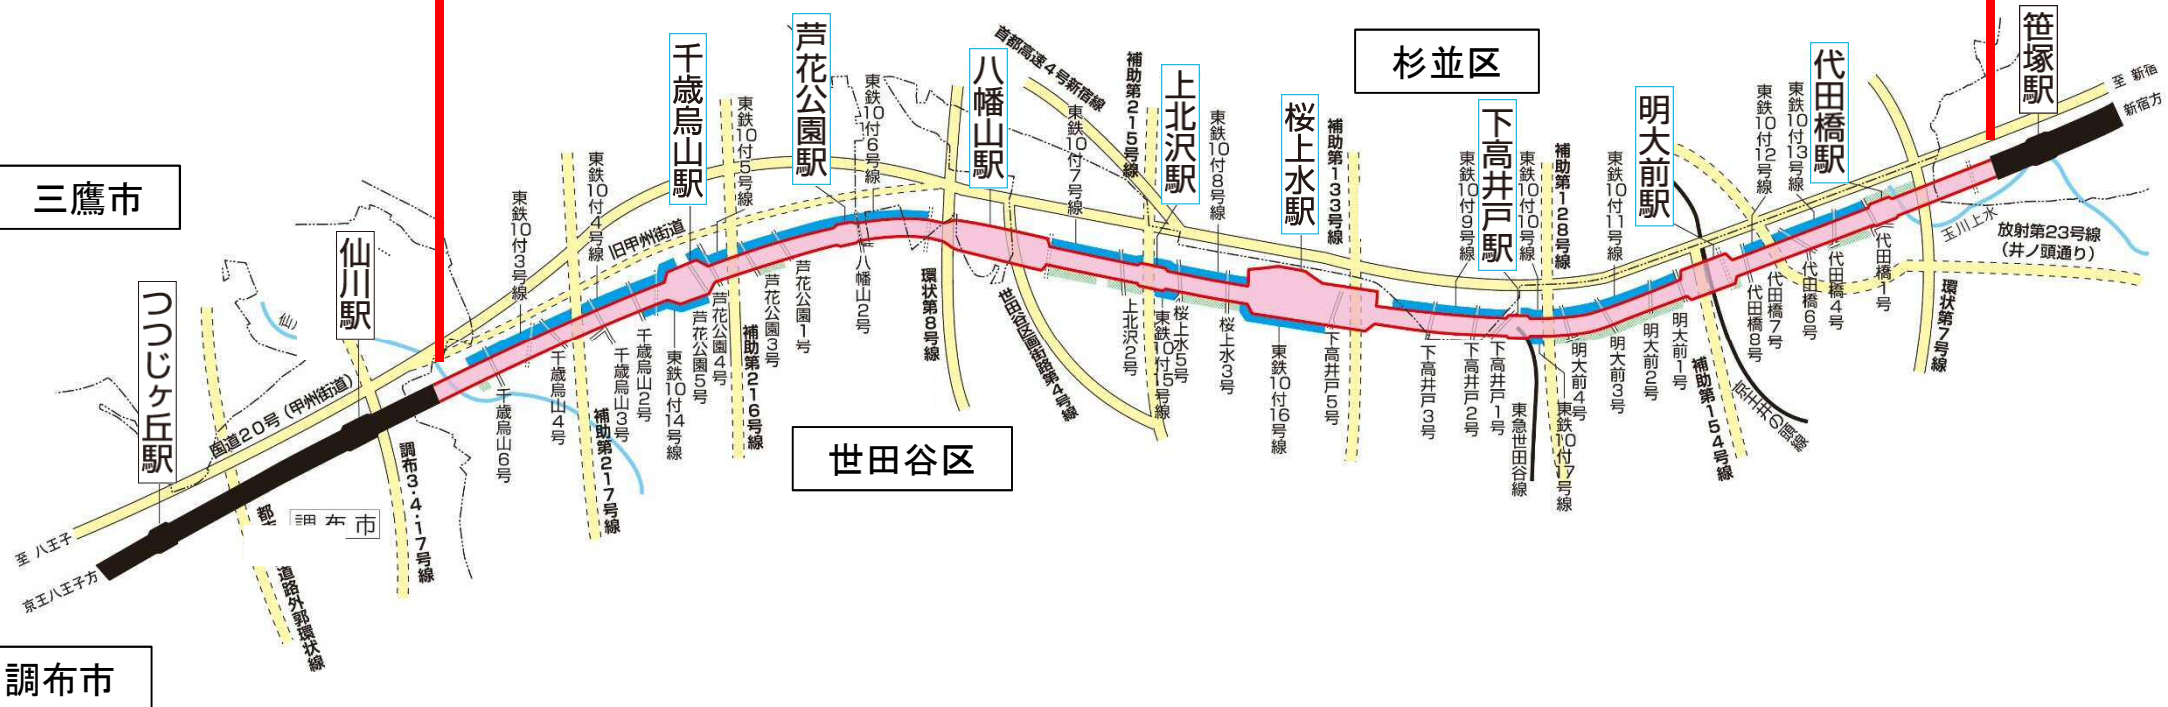 笹塚駅
代田橋駅
明大前駅
下高井戸駅
桜上水駅
上北沢駅
八幡山駅
芦花公園駅
千歳烏山駅
仙川駅
つつじヶ丘駅
杉並区
三鷹市
世田谷区
調布市
調布市
至 新宿
新宿方
至 八王子
京王八王子方
国道20号（甲州街道）
旧甲州街道
首都高速4号新宿線
東鉄10付3号線
東鉄10付4号線
東鉄10付5号線
東鉄10付6号線
東鉄10付7号線
東鉄10付8号線
東鉄10付9号線
東鉄10付10号線
東鉄10付11号線
東鉄10付12号線
東鉄10付13号線
東鉄10付14号線
東鉄10付15号線
東鉄10付16号線
東鉄10付17号線
補助第215号線
補助第133号線
補助第128号線
補助第154号線
補助第216号線
補助第217号線
環状第8号線
環状第7号線
世田谷区画街路第4号線
調布3・4・17号線
道路外郭環状線
放射第23号線
（井ノ頭通り）
玉川上水
京王井の頭線
東急世田谷線
千歳烏山6号
千歳烏山4号
千歳烏山3号
千歳烏山2号
芦花公園5号
芦花公園4号
芦花公園3号
芦花公園1号
八幡山2号
上北沢2号
桜上水5号
桜上水3号
下高井戸5号
下高井戸3号
下高井戸2号
下高井戸1号
明大前4号
明大前3号
明大前2号
明大前1号
代田橋8号
代田橋7号
代田橋6号
代田橋4号
代田橋1号